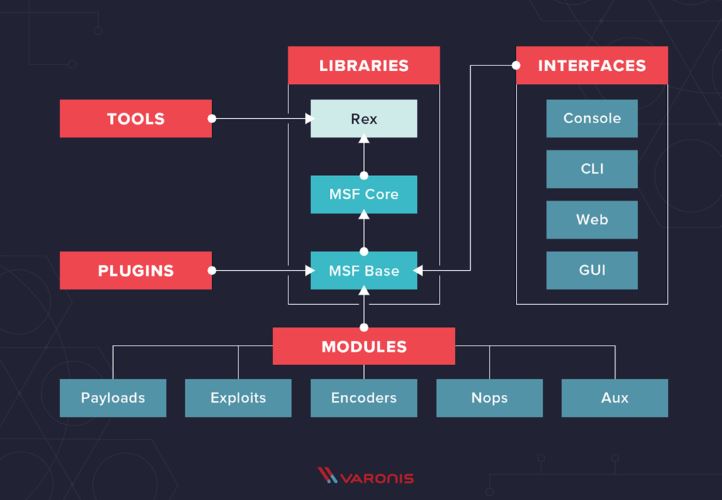 LIBRARIES
INTERFACES
TOOLS
Rex
Console
MSF Core
CLI
Web
PLUGINS
MSF Base
GUI
MODULES
Payloads
Exploits
Encoders
Nops
Aux
VARONIS